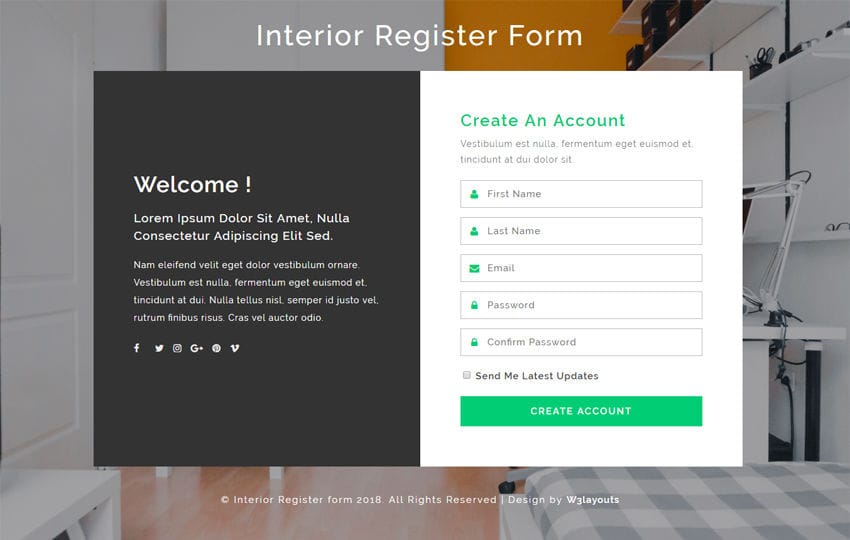 Interior Register Form
Welcome !
Lorem Ipsum Dolor Sit Amet, Nulla
Consectetur Adipiscing Elit Sed.
Nam eleifend velit eget dolor vestibulum ornare.
Vestibulum est nulla, fermentum eget euismod et,
tincidunt at dui. Nulla tellus nisl, semper id justo vel,
rutrum finibus risus. Cras vel auctor odio.
Create An Account
Vestibulum est nulla, fermentum eget euismod et,
tincidunt at dui dolor sit.
First Name
Last Name
Email
Password
Confirm Password
Send Me Latest Updates
CREATE ACCOUNT
© Interior Register form 2018. All Rights Reserved | Design by W3layouts